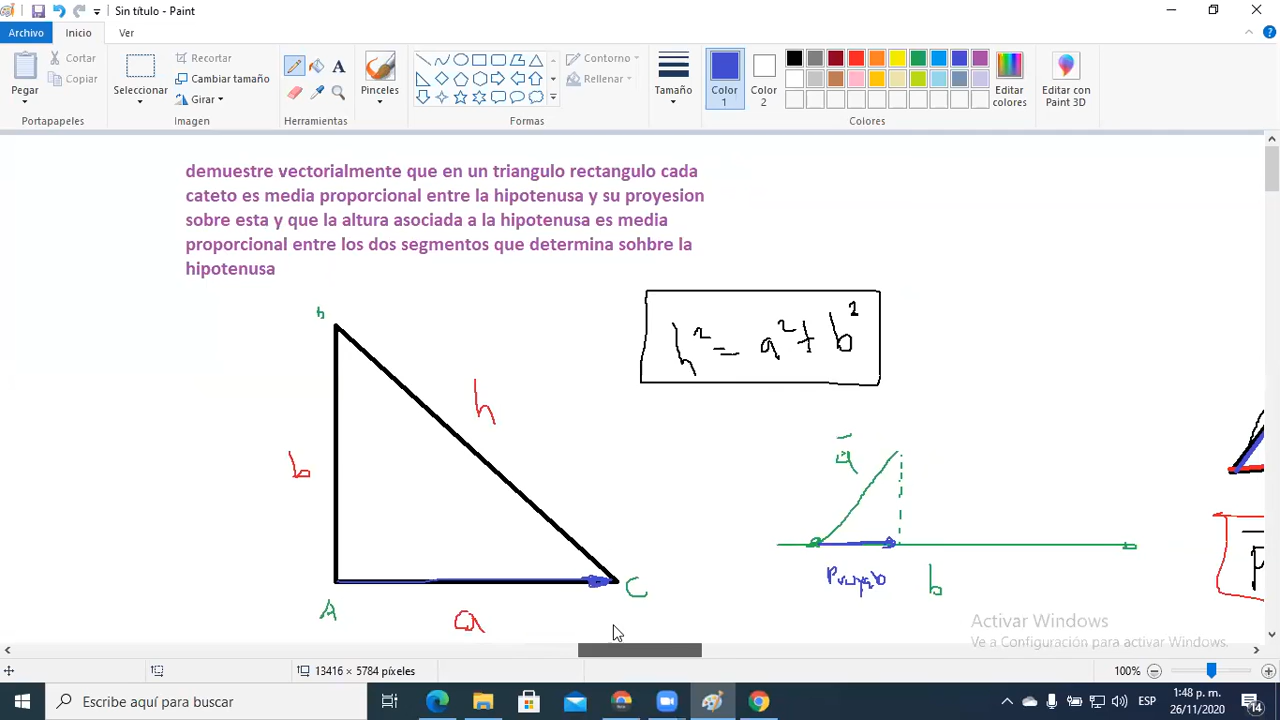 Sin título - Paint
Archivo Inicio Ver
Pegar
Cortar
Copiar
Portapapeles
Seleccionar
Recortar
Cambiar tamaño
Girar
Imagen
A
Herramientas
Pinceles
Contorno
Rellenar
Formas
Tamaño
Color 1
Color 2
Editar colores
Editar con Paint 3D
Colores
demuestre vectorialmente que en un triangulo rectangulo cada
cateto es media proporcional entre la hipotenusa y su proyesion
sobre esta y que la altura asociada a la hipotenusa es media
proporcional entre los dos segmentos que determina sohbre la
hipotenusa
h² = a² + b²
h
b
a
A
C
a
b
Activar Windows
Ve a Configuración para activar Windows.
13416 × 5784 píxeles
100%
Escribe aquí para buscar
ESP
1:48 p. m.
26/11/2020
14